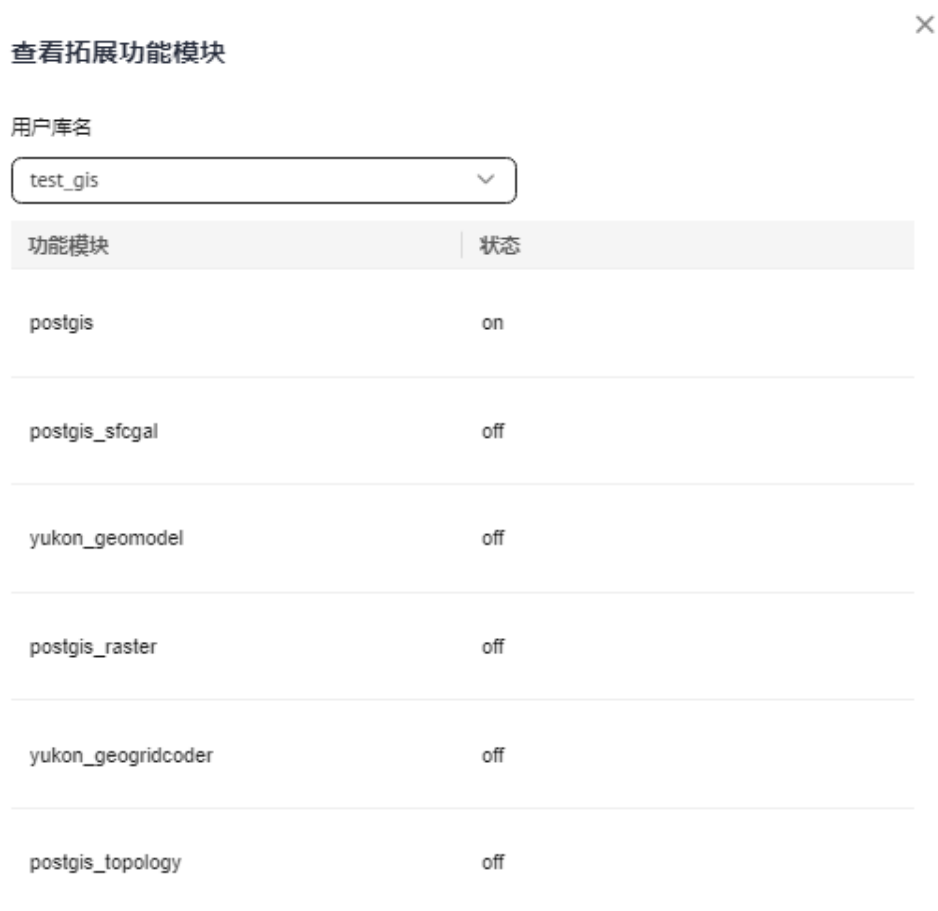 查看拓展功能模块
用户库名
test_gis
功能模块 状态
postgis on
postgis_sfcgal off
yukon_geomodel off
postgis_raster off
yukon_geogridcoder off
postgis_topology off